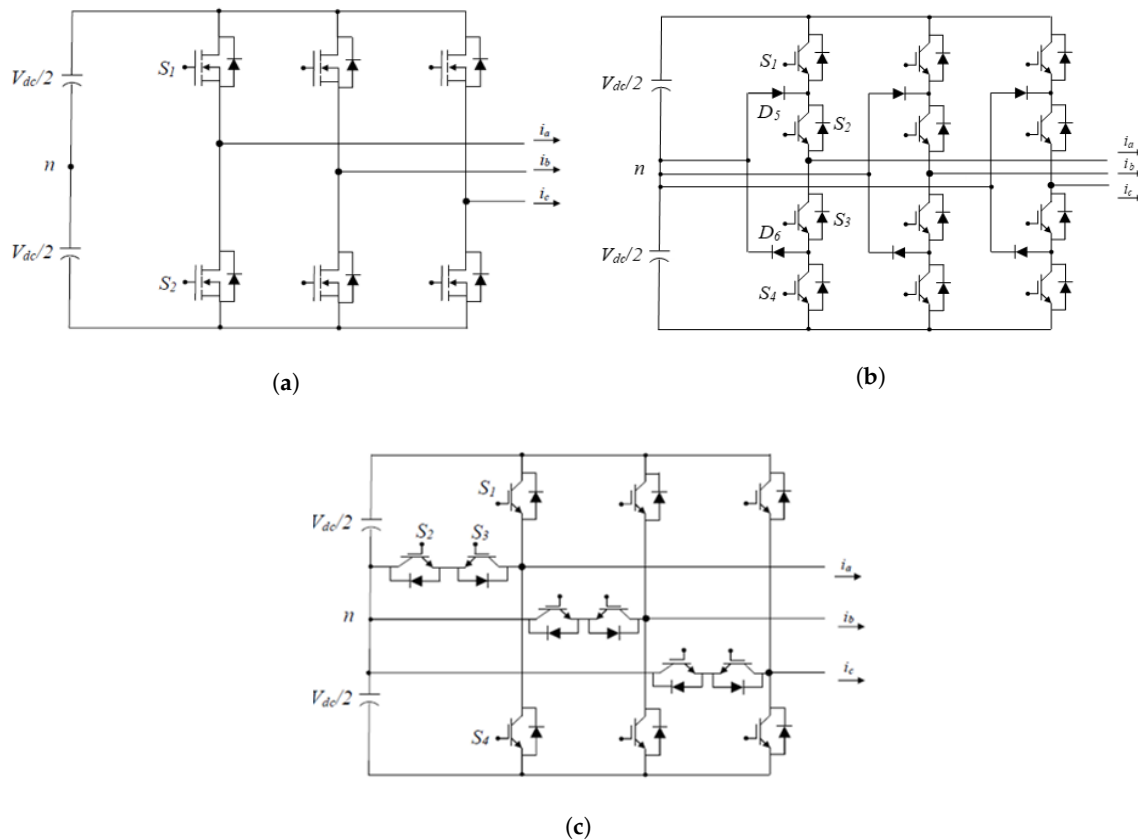 S1
Vdc/2
n
ia
ib
ic
Vdc/2
S2
(a)
S1
Vdc/2
D5
S2
ia
n
ib
ic
D6
S3
Vdc/2
S4
(b)
S1
Vdc/2
S2
S3
ia
n
ib
ic
Vdc/2
S4
(c)